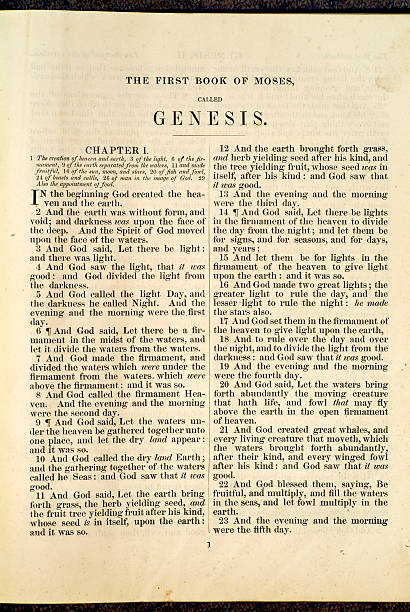 THE FIRST BOOK OF MOSES,
CALLED
GENESIS.
CHAPTER I.
1 The creation of heaven and earth, 3 of the light, 6 of the fir-
mament, 9 of the earth separated from the waters, 11 and made
fruitful, 14 of the sun, moon, and stars, 20 of fish and fowl,
24 of beasts and cattle, 26 of man in the image of God. 29
Also the appointment of food.
IN the beginning God created the hea-
ven and the earth.
2 And the earth was without form, and
void; and darkness was upon the face of
the deep. And the Spirit of God moved
upon the face of the waters.
3 And God said, Let there be light:
and there was light.
4 And God saw the light, that it was
good: and God divided the light from
the darkness.
5 And God called the light Day, and
the darkness he called Night. And the
evening and the morning were the first
day.
6 ¶ And God said, Let there be a fir-
mament in the midst of the waters, and
let it divide the waters from the waters.
7 And God made the firmament, and
divided the waters which were under the
firmament from the waters which were
above the firmament: and it was so.
8 And God called the firmament Hea-
ven. And the evening and the morning
were the second day.
9 ¶ And God said, Let the waters un-
der the heaven be gathered together unto
one place, and let the dry land appear:
and it was so.
10 And God called the dry land Earth;
and the gathering together of the waters
called he Seas: and God saw that it was
good.
11 And God said, Let the earth bring
forth grass, the herb yielding seed, and
the fruit tree yielding fruit after his kind,
whose seed is in itself, upon the earth:
and it was so.
12 And the earth brought forth grass,
and herb yielding seed after his kind, and
the tree yielding fruit, whose seed was in
itself, after his kind: and God saw that
it was good.
13 And the evening and the morning
were the third day.
14 ¶ And God said, Let there be lights
in the firmament of the heaven to divide
the day from the night; and let them be
for signs, and for seasons, and for days,
and years:
15 And let them be for lights in the
firmament of the heaven to give light
upon the earth: and it was so.
16 And God made two great lights; the
greater light to rule the day, and the
lesser light to rule the night: he made
the stars also.
17 And God set them in the firmament of
the heaven to give light upon the earth,
18 And to rule over the day and over
the night, and to divide the light from the
darkness: and God saw that it was good.
19 And the evening and the morning
were the fourth day.
20 And God said, Let the waters bring
forth abundantly the moving creature
that hath life, and fowl that may fly
above the earth in the open firmament
of heaven.
21 And God created great whales, and
every living creature that moveth, which
the waters brought forth abundantly,
after their kind, and every winged fowl
after his kind: and God saw that it was
good.
22 And God blessed them, saying, Be
fruitful, and multiply, and fill the waters
in the seas, and let fowl multiply in the
earth.
23 And the evening and the morning
were the fifth day.
1